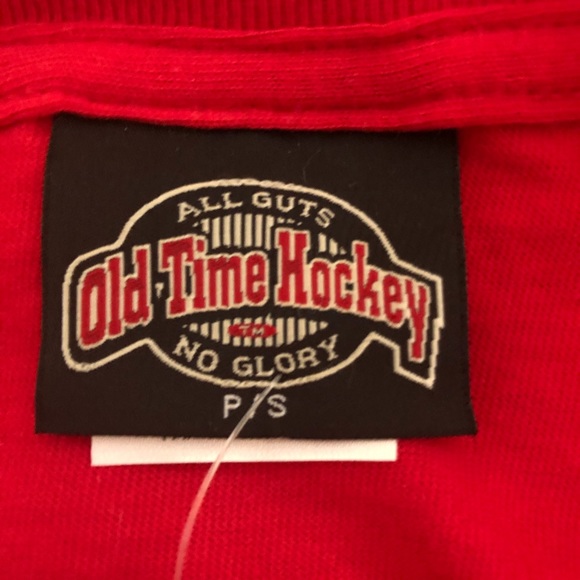 ALL GUTS
Old Time Hockey
TM
NO GLORY
P/S